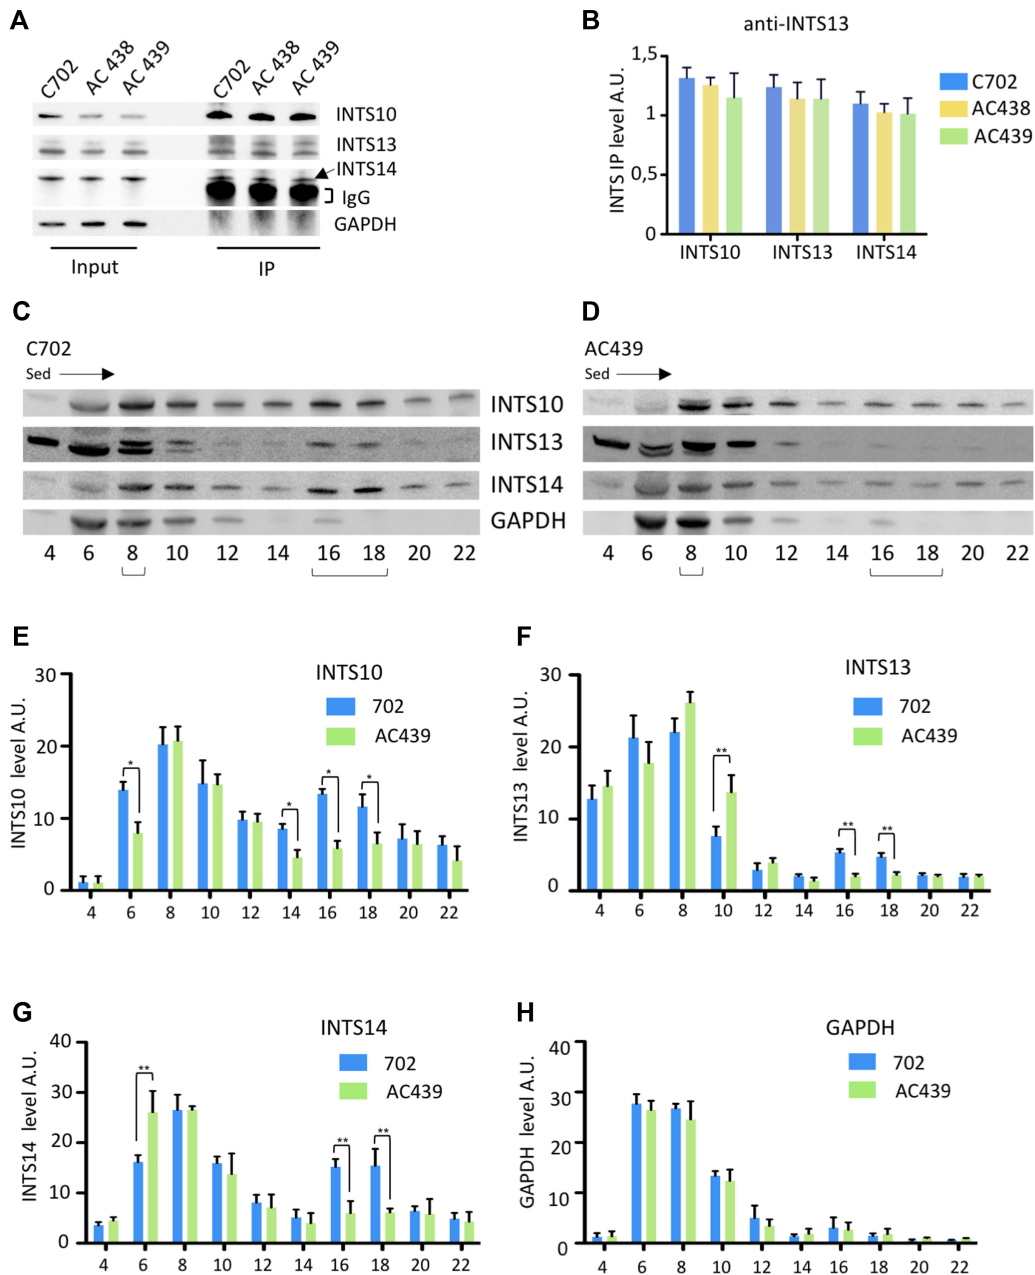 A
C702
AC 438
AC 439
C702
AC 438
AC 439
INTS10
INTS13
INTS14
IgG
GAPDH
Input
IP
B
anti-INTS13
INTS IP level A.U.
1,5
1
0,5
0
INTS10
INTS13
INTS14
C702
AC438
AC439
C
C702
Sed
INTS10
INTS13
INTS14
GAPDH
4 6 8 10 12 14 16 18 20 22
D
AC439
Sed
4 6 8 10 12 14 16 18 20 22
E
INTS10
702
AC439
INTS10 level A.U.
30
20
10
0
* * * *
4 6 8 10 12 14 16 18 20 22
F
INTS13
702
AC439
INTS13 level A.U.
30
20
10
0
** ** **
4 6 8 10 12 14 16 18 20 22
G
INTS14
702
AC439
INTS14 level A.U.
40
30
20
10
0
** ** **
4 6 8 10 12 14 16 18 20 22
H
GAPDH
702
AC439
GAPDH level A.U.
40
30
20
10
0
4 6 8 10 12 14 16 18 20 22